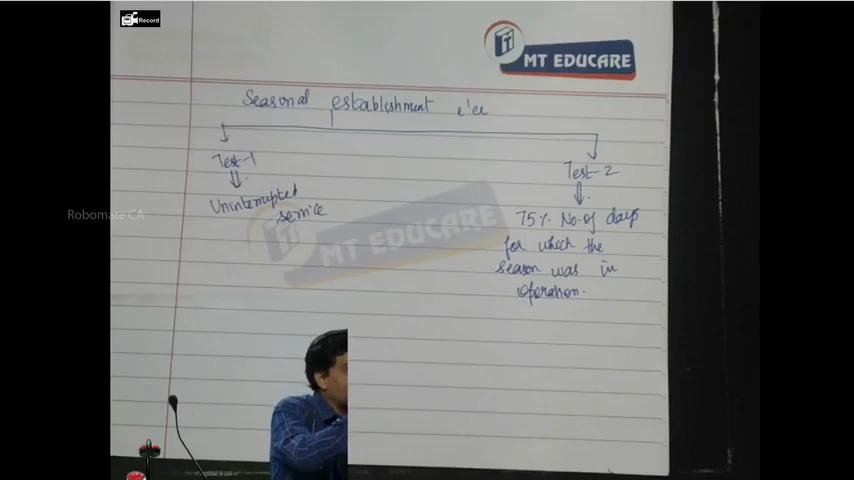 Record
MT EDUCARE
Seasonal establishment
Test-1
Test-2
Uninterrupted
service
75% No. of days
for which the
season was in
operation.
MT EDUCARE
Robomate CA